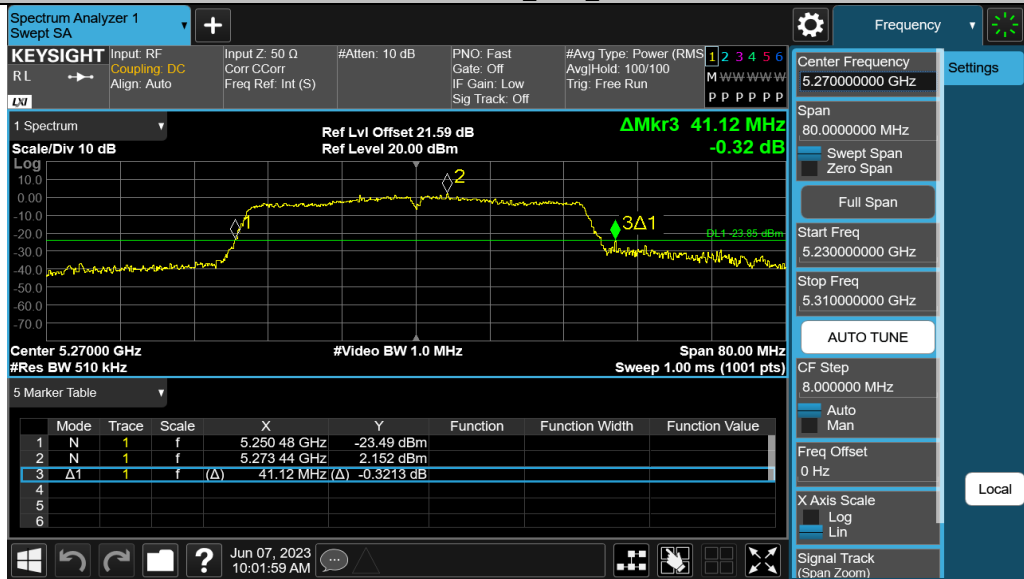 Spectrum Analyzer 1
Swept SA
+
Frequency
KEYSIGHT
RL
LXI
Input: RF
Coupling: DC
Align: Auto
Input Z: 50 Ω
Corr CCorr
Freq Ref: Int (S)
#Atten: 10 dB
PNO: Fast
Gate: Off
IF Gain: Low
Sig Track: Off
#Avg Type: Power (RMS
Avg|Hold: 100/100
Trig: Free Run
1 2 3 4 5 6
M W W W W W
P P P P P P
1 Spectrum
Scale/Div 10 dB
Ref Lvl Offset 21.59 dB
Ref Level 20.00 dBm
ΔMkr3 41.12 MHz
-0.32 dB
Log
10.0
0.00
-10.0
-20.0
-30.0
-40.0
-50.0
-60.0
-70.0
2
1
3Δ1
DL1 -23.85 dBm
Center 5.27000 GHz
#Video BW 1.0 MHz
Span 80.00 MHz
#Res BW 510 kHz
Sweep 1.00 ms (1001 pts)
5 Marker Table
Mode Trace Scale X Y Function Function Width Function Value
1 N 1 f 5.250 48 GHz -23.49 dBm
2 N 1 f 5.273 44 GHz 2.152 dBm
3 Δ1 1 f (Δ) 41.12 MHz (Δ) -0.3213 dB
4
5
6
?
Jun 07, 2023
10:01:59 AM
Center Frequency
5.270000000 GHz
Settings
Span
80.0000000 MHz
Swept Span
Zero Span
Full Span
Start Freq
5.230000000 GHz
Stop Freq
5.310000000 GHz
AUTO TUNE
CF Step
8.000000 MHz
Auto
Man
Freq Offset
0 Hz
Local
X Axis Scale
Log
Lin
Signal Track
(Span Zoom)